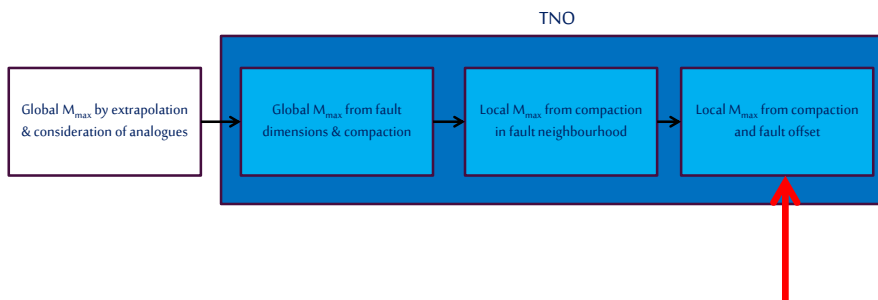 TNO
Global Mmax by extrapolation
& consideration of analogues
Global Mmax from fault
dimensions & compaction
Local Mmax from compaction
in fault neighbourhood
Local Mmax from compaction
and fault offset